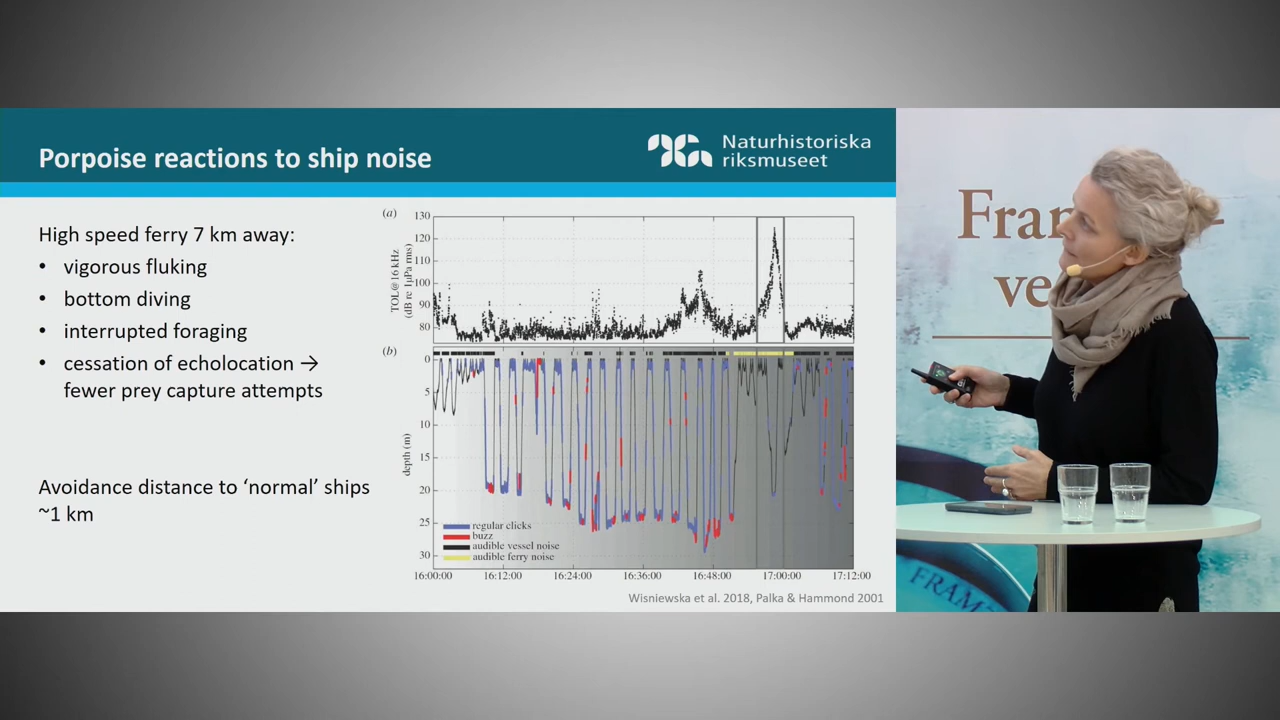 Porpoise reactions to ship noise
Naturhistoriska
riksmuseet
High speed ferry 7 km away:
• vigorous fluking
• bottom diving
• interrupted foraging
• cessation of echolocation →
fewer prey capture attempts
Avoidance distance to ‘normal’ ships
~1 km
(a)
TOL@16 kHz
(dB re 1µPa rms)
130
120
110
100
90
80
(b)
depth (m)
0
5
10
15
20
25
30
regular clicks
buzz
audible vessel noise
audible ferry noise
16:00:00 16:12:00 16:24:00 16:36:00 16:48:00 17:00:00 17:12:00
Wisniewska et al. 2018, Palka & Hammond 2001
Fra
ve
FRAM